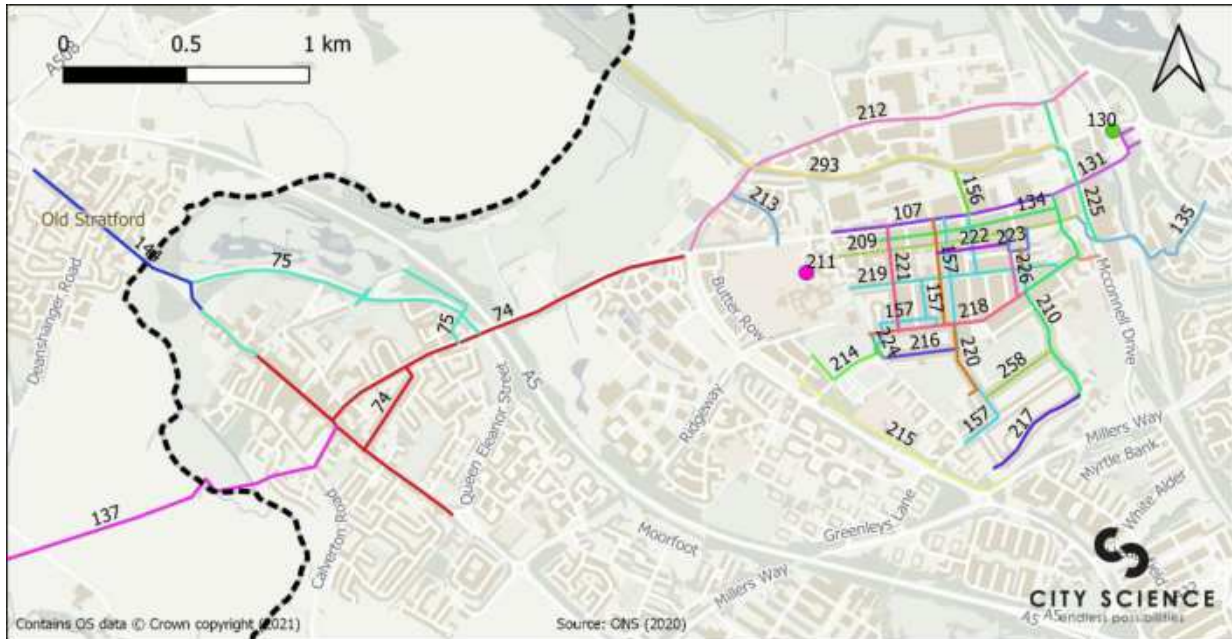 0 0.5 1 km
A508
130
212
293
131
156
213
134
225
135
107
Old Stratford
222
223
209
146
75
211
221
157
219
226
Deanshanger Road
Butter Row
157
157
218
Mcconnell Drive
74
75
210
224
216
220
A5
214
258
74
Ridgeway
Queen Eleanor Street
157
217
215
Millers Way
Myrtle Bank
White Alder
137
Calverton Road
Moorfoot
Greenleys Lane
Millers Way
CITY SCIENCE
endless possibilities
A5 A5
Contains OS data © Crown copyright (2021)
Source: ONS (2020)